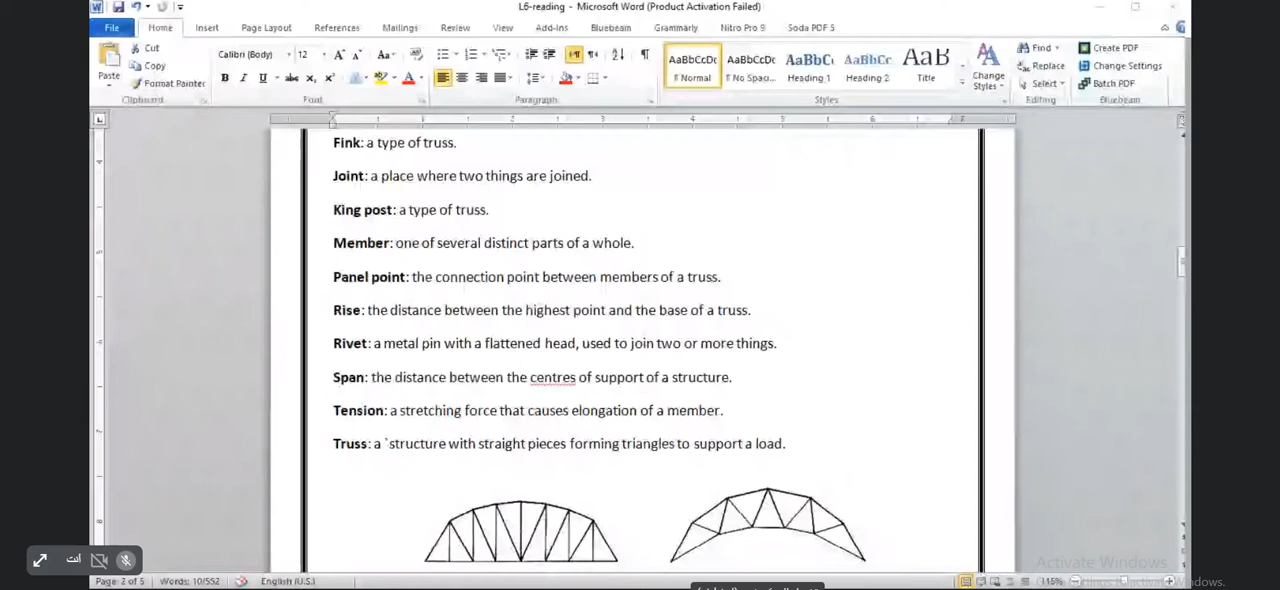 L6-reading - Microsoft Word (Product Activation Failed)
File Home Insert Page Layout References Mailings Review View Add-Ins Bluebeam Grammarly Nitro Pro 9 Soda PDF 5
Paste
Cut
Copy
Format Painter
Clipboard
Calibri (Body) 12
Font
Paragraph
AaBbCcDc AaBbCcDc AaBbC AaBbCc AaB
¶ Normal ¶ No Spaci... Heading 1 Heading 2 Title
Change Styles
Styles
Find
Replace
Select
Editing
Create PDF
Change Settings
Batch PDF
Bluebeam
Fink: a type of truss.
Joint: a place where two things are joined.
King post: a type of truss.
Member: one of several distinct parts of a whole.
Panel point: the connection point between members of a truss.
Rise: the distance between the highest point and the base of a truss.
Rivet: a metal pin with a flattened head, used to join two or more things.
Span: the distance between the centres of support of a structure.
Tension: a stretching force that causes elongation of a member.
Truss: a `structure with straight pieces forming triangles to support a load.
أنت
Activate Windows
Page: 2 of 5 Words: 10/552 English (U.S.) 115%